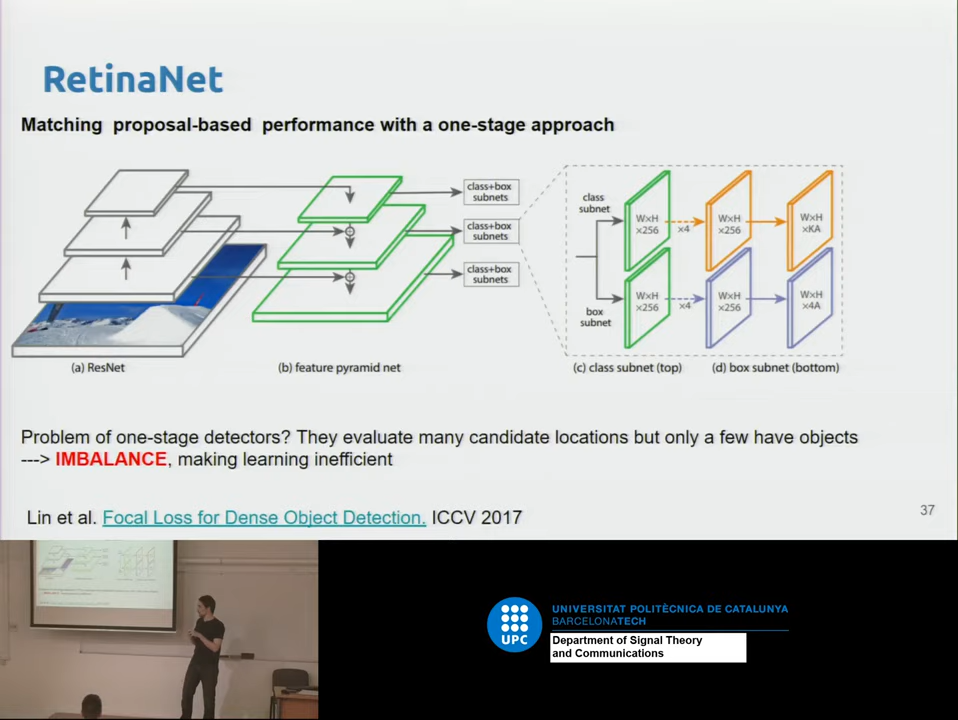 RetinaNet
Matching proposal-based performance with a one-stage approach
class+box
subnets
class+box
subnets
class+box
subnets
class
subnet
W×H
×256
×4
W×H
×256
W×H
×KA
box
subnet
W×H
×256
×4
W×H
×256
W×H
×4A
(a) ResNet
(b) feature pyramid net
(c) class subnet (top)
(d) box subnet (bottom)
Problem of one-stage detectors? They evaluate many candidate locations but only a few have objects
---> IMBALANCE, making learning inefficient
Lin et al. Focal Loss for Dense Object Detection. ICCV 2017
37
UPC
UNIVERSITAT POLITÈCNICA DE CATALUNYA
BARCELONATECH
Department of Signal Theory
and Communications